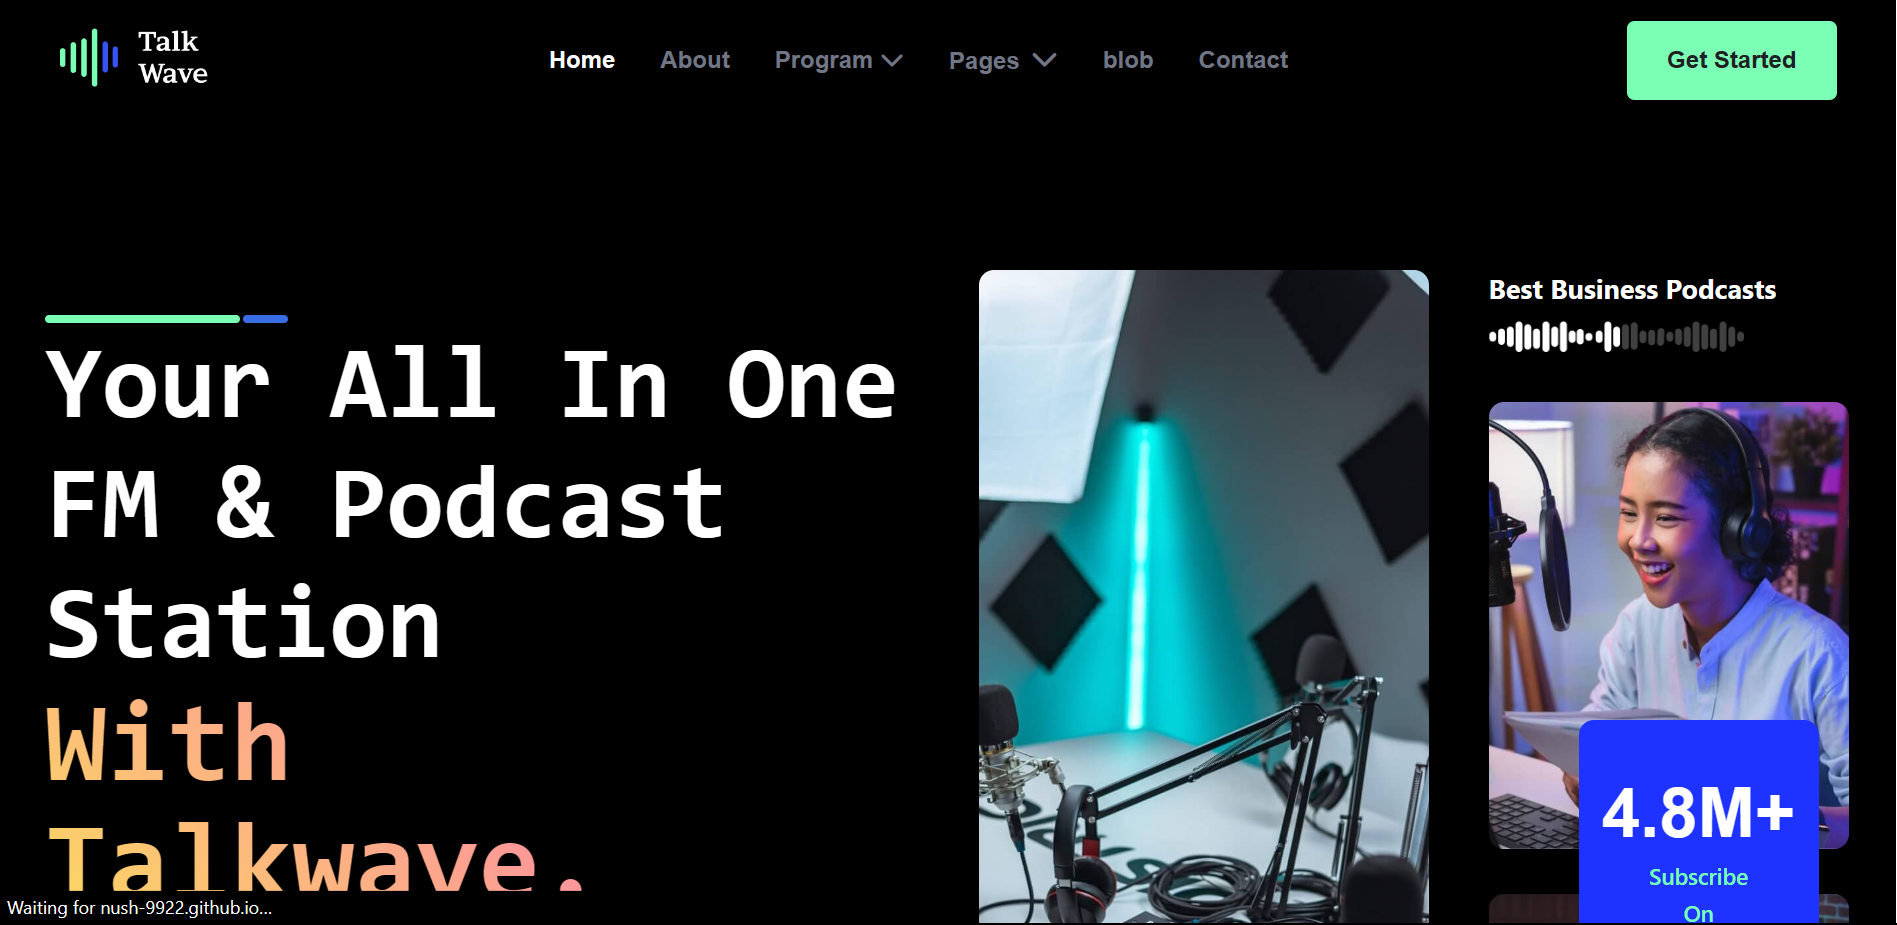 Talk
Wave
Home About Program Pages blob Contact
Get Started
Your All In One
FM & Podcast
Station
With
Talkwave.
Best Business Podcasts
4.8M+
Subscribe
On
Waiting for nush-9922.github.io...